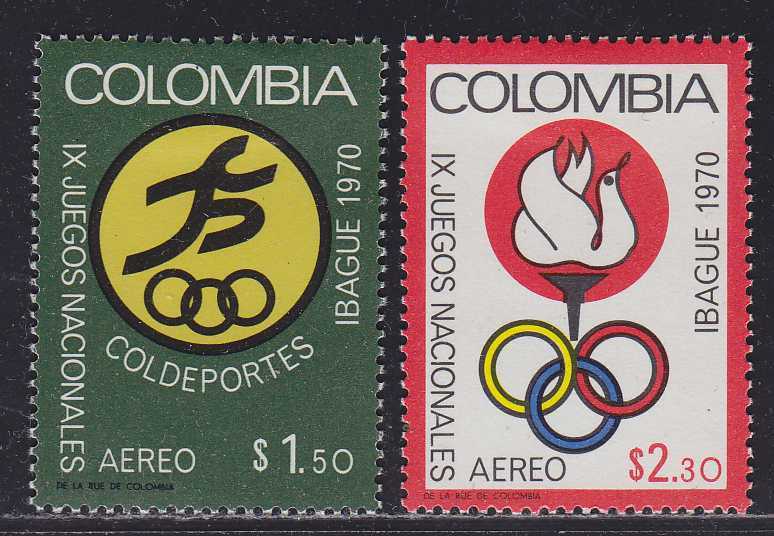 COLOMBIA
IX JUEGOS NACIONALES
IBAGUE 1970
COLDEPORTES
AEREO $1.50
DE LA RUE DE COLOMBIA
COLOMBIA
IX JUEGOS NACIONALES
IBAGUE 1970
AEREO $2.30
DE LA RUE DE COLOMBIA